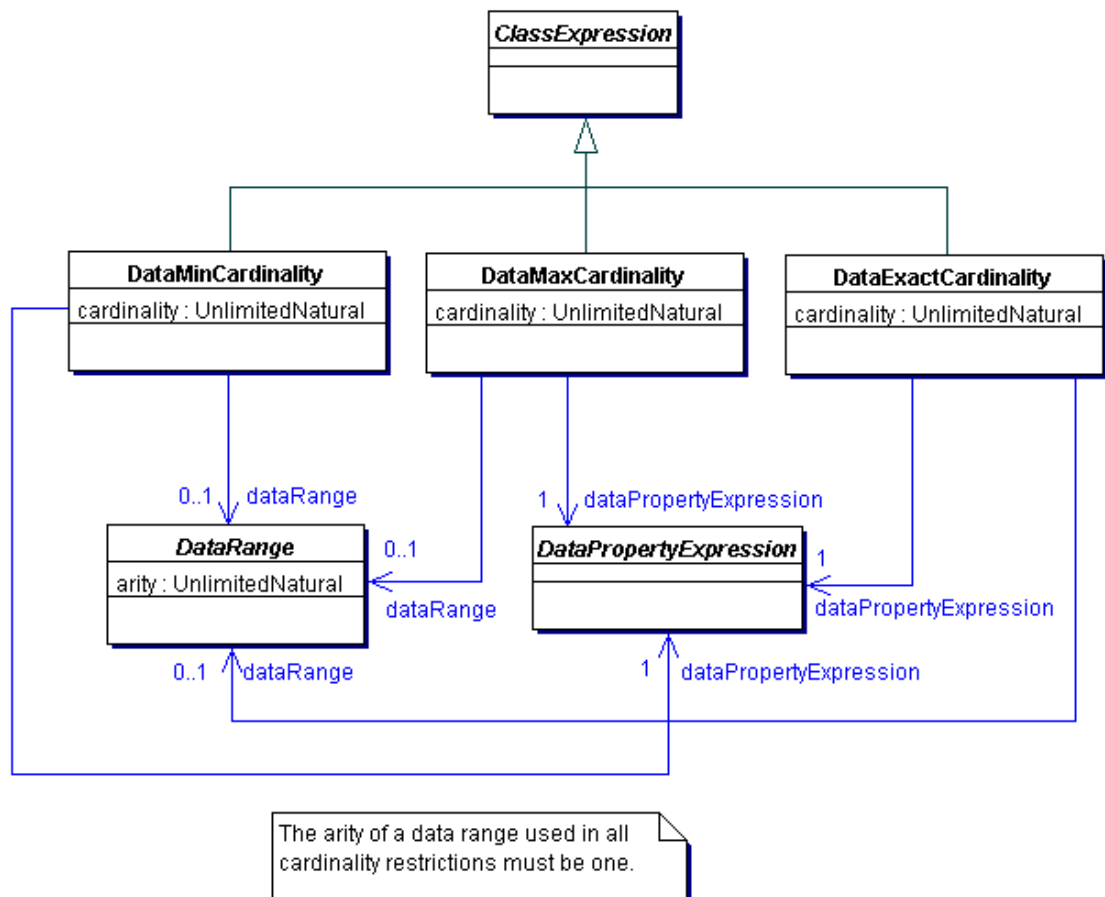 ClassExpression
DataMinCardinality
cardinality : UnlimitedNatural
DataMaxCardinality
cardinality : UnlimitedNatural
DataExactCardinality
cardinality : UnlimitedNatural
0..1 dataRange
1 dataPropertyExpression
DataRange
arity : UnlimitedNatural
0..1
dataRange
DataPropertyExpression
1
dataPropertyExpression
0..1 dataRange
1 dataPropertyExpression
The arity of a data range used in all
cardinality restrictions must be one.